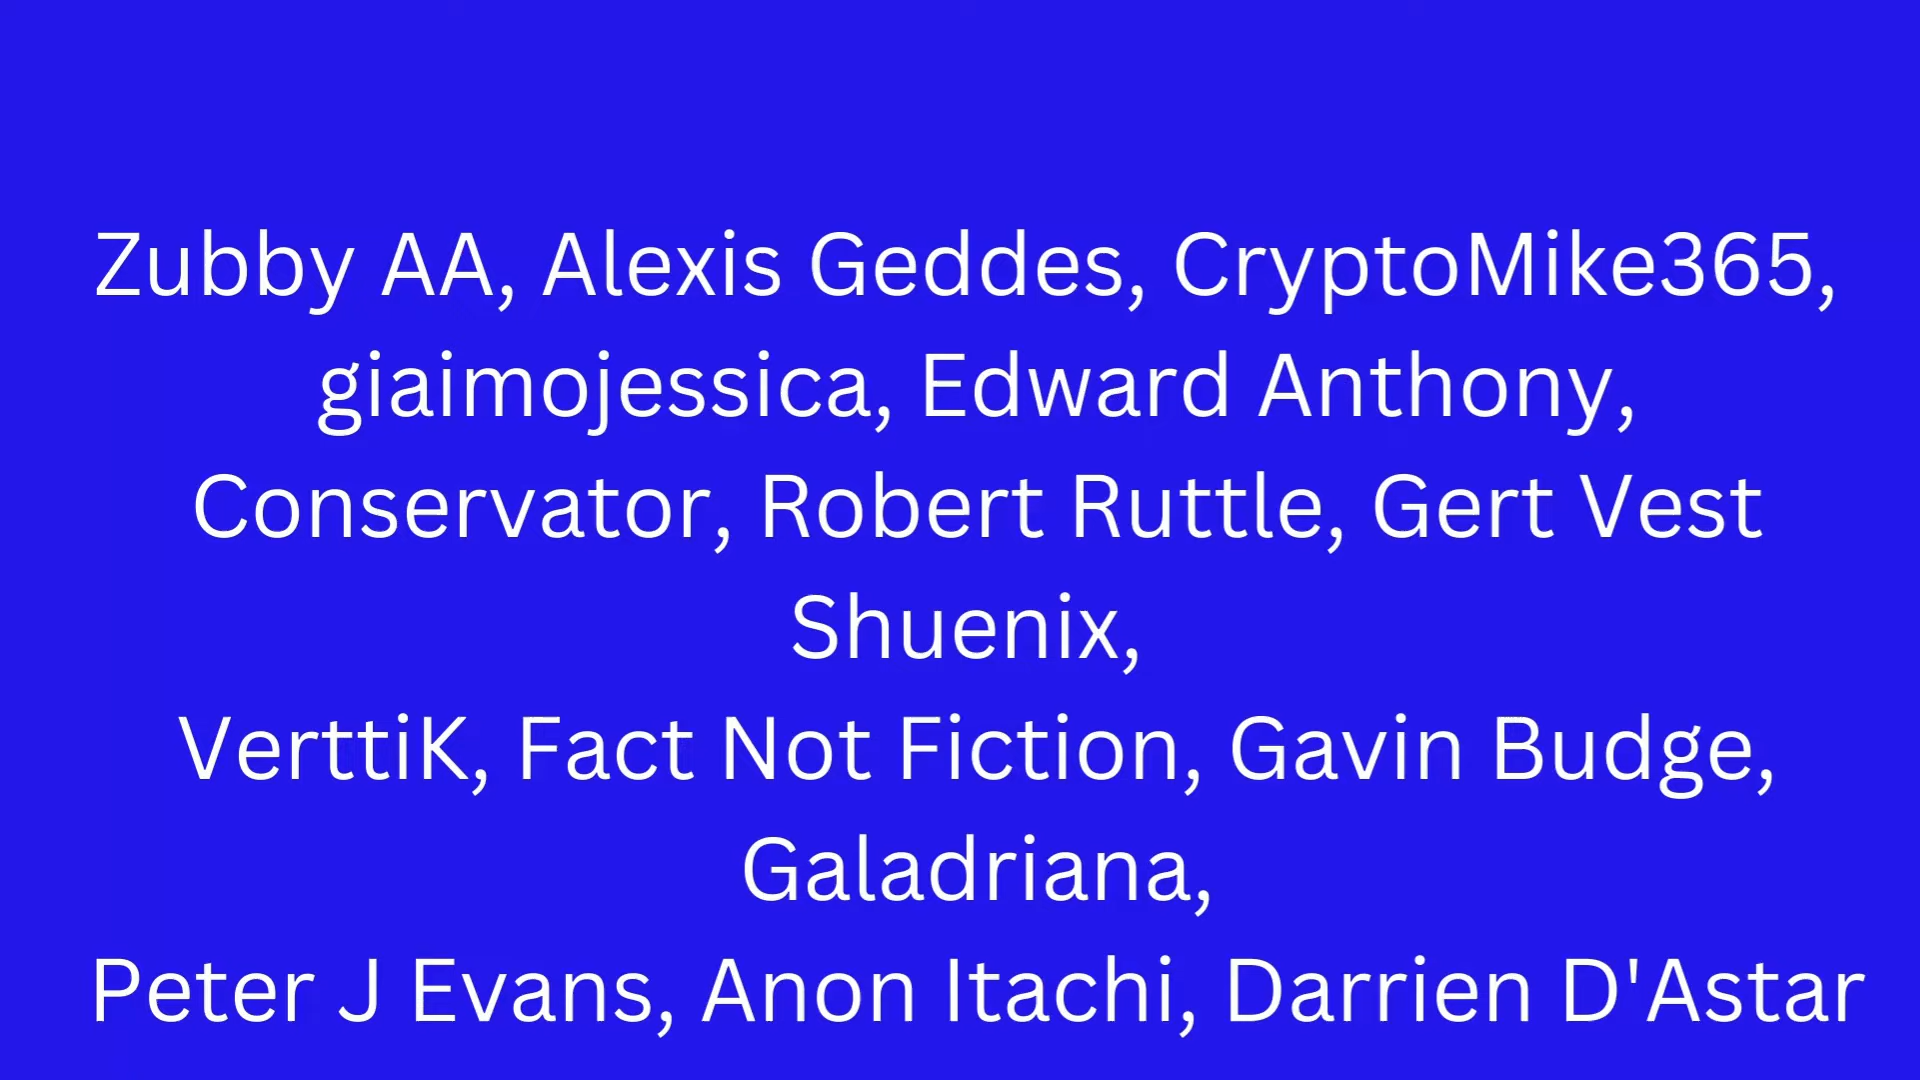 Zubby AA, Alexis Geddes, CryptoMike365,
giaimojessica, Edward Anthony,
Conservator, Robert Ruttle, Gert Vest
Shuenix,
VerttiK, Fact Not Fiction, Gavin Budge,
Galadriana,
Peter J Evans, Anon Itachi, Darrien D'Astar